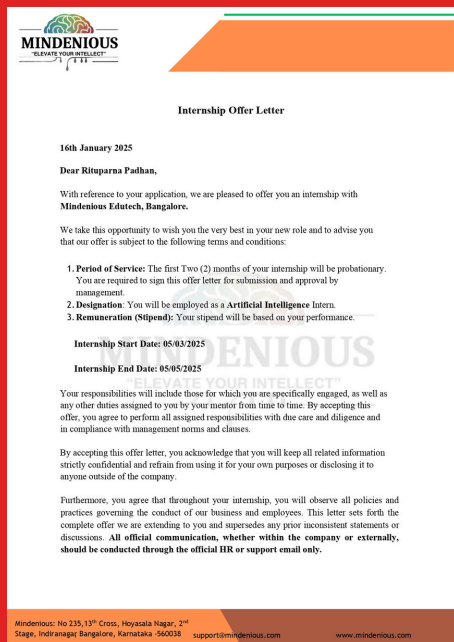 MINDENIOUS
"ELEVATE YOUR INTELLECT"
Internship Offer Letter
16th January 2025
Dear Rituparna Padhan,
With reference to your application, we are pleased to offer you an internship with
Mindenious Edutech, Bangalore.
We take this opportunity to wish you the very best in your new role and to advise you
that our offer is subject to the following terms and conditions:
1. Period of Service: The first Two (2) months of your internship will be probationary.
You are required to sign this offer letter for submission and approval by
management.
2. Designation: You will be employed as a Artificial Intelligence Intern.
3. Remuneration (Stipend): Your stipend will be based on your performance.
Internship Start Date: 05/03/2025
MINDENIOUS
Internship End Date: 05/05/2025
"ELEVATE YOUR INTELLECT"
Your responsibilities will include those for which you are specifically engaged, as well as
any other duties assigned to you by your mentor from time to time. By accepting this
offer, you agree to perform all assigned responsibilities with due care and diligence and
in compliance with management norms and clauses.
By accepting this offer letter, you acknowledge that you will keep all related information
strictly confidential and refrain from using it for your own purposes or disclosing it to
anyone outside of the company.
Furthermore, you agree that throughout your internship, you will observe all policies and
practices governing the conduct of our business and employees. This letter sets forth the
complete offer we are extending to you and supersedes any prior inconsistent statements or
discussions. All official communication, whether within the company or externally,
should be conducted through the official HR or support email only.
Mindenious: No 235,13th Cross, Hoyasala Nagar, 2nd
Stage, Indiranagar, Bangalore, Karnataka -560038 support@mindenious.com www.mindenious.com